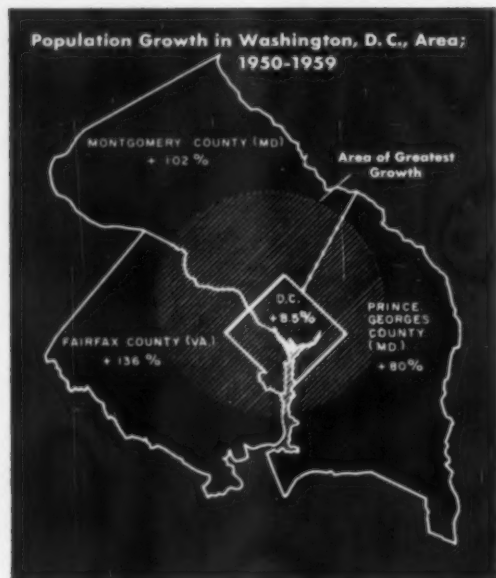 Population Growth in Washington, D. C., Area;
1950-1959
MONTGOMERY COUNTY (MD)
+ 102 %
Area of Greatest
Growth
D.C.
+8.5%
PRINCE
GEORGES
COUNTY
(MD.)
+80%
FAIRFAX COUNTY (VA.)
+ 136 %